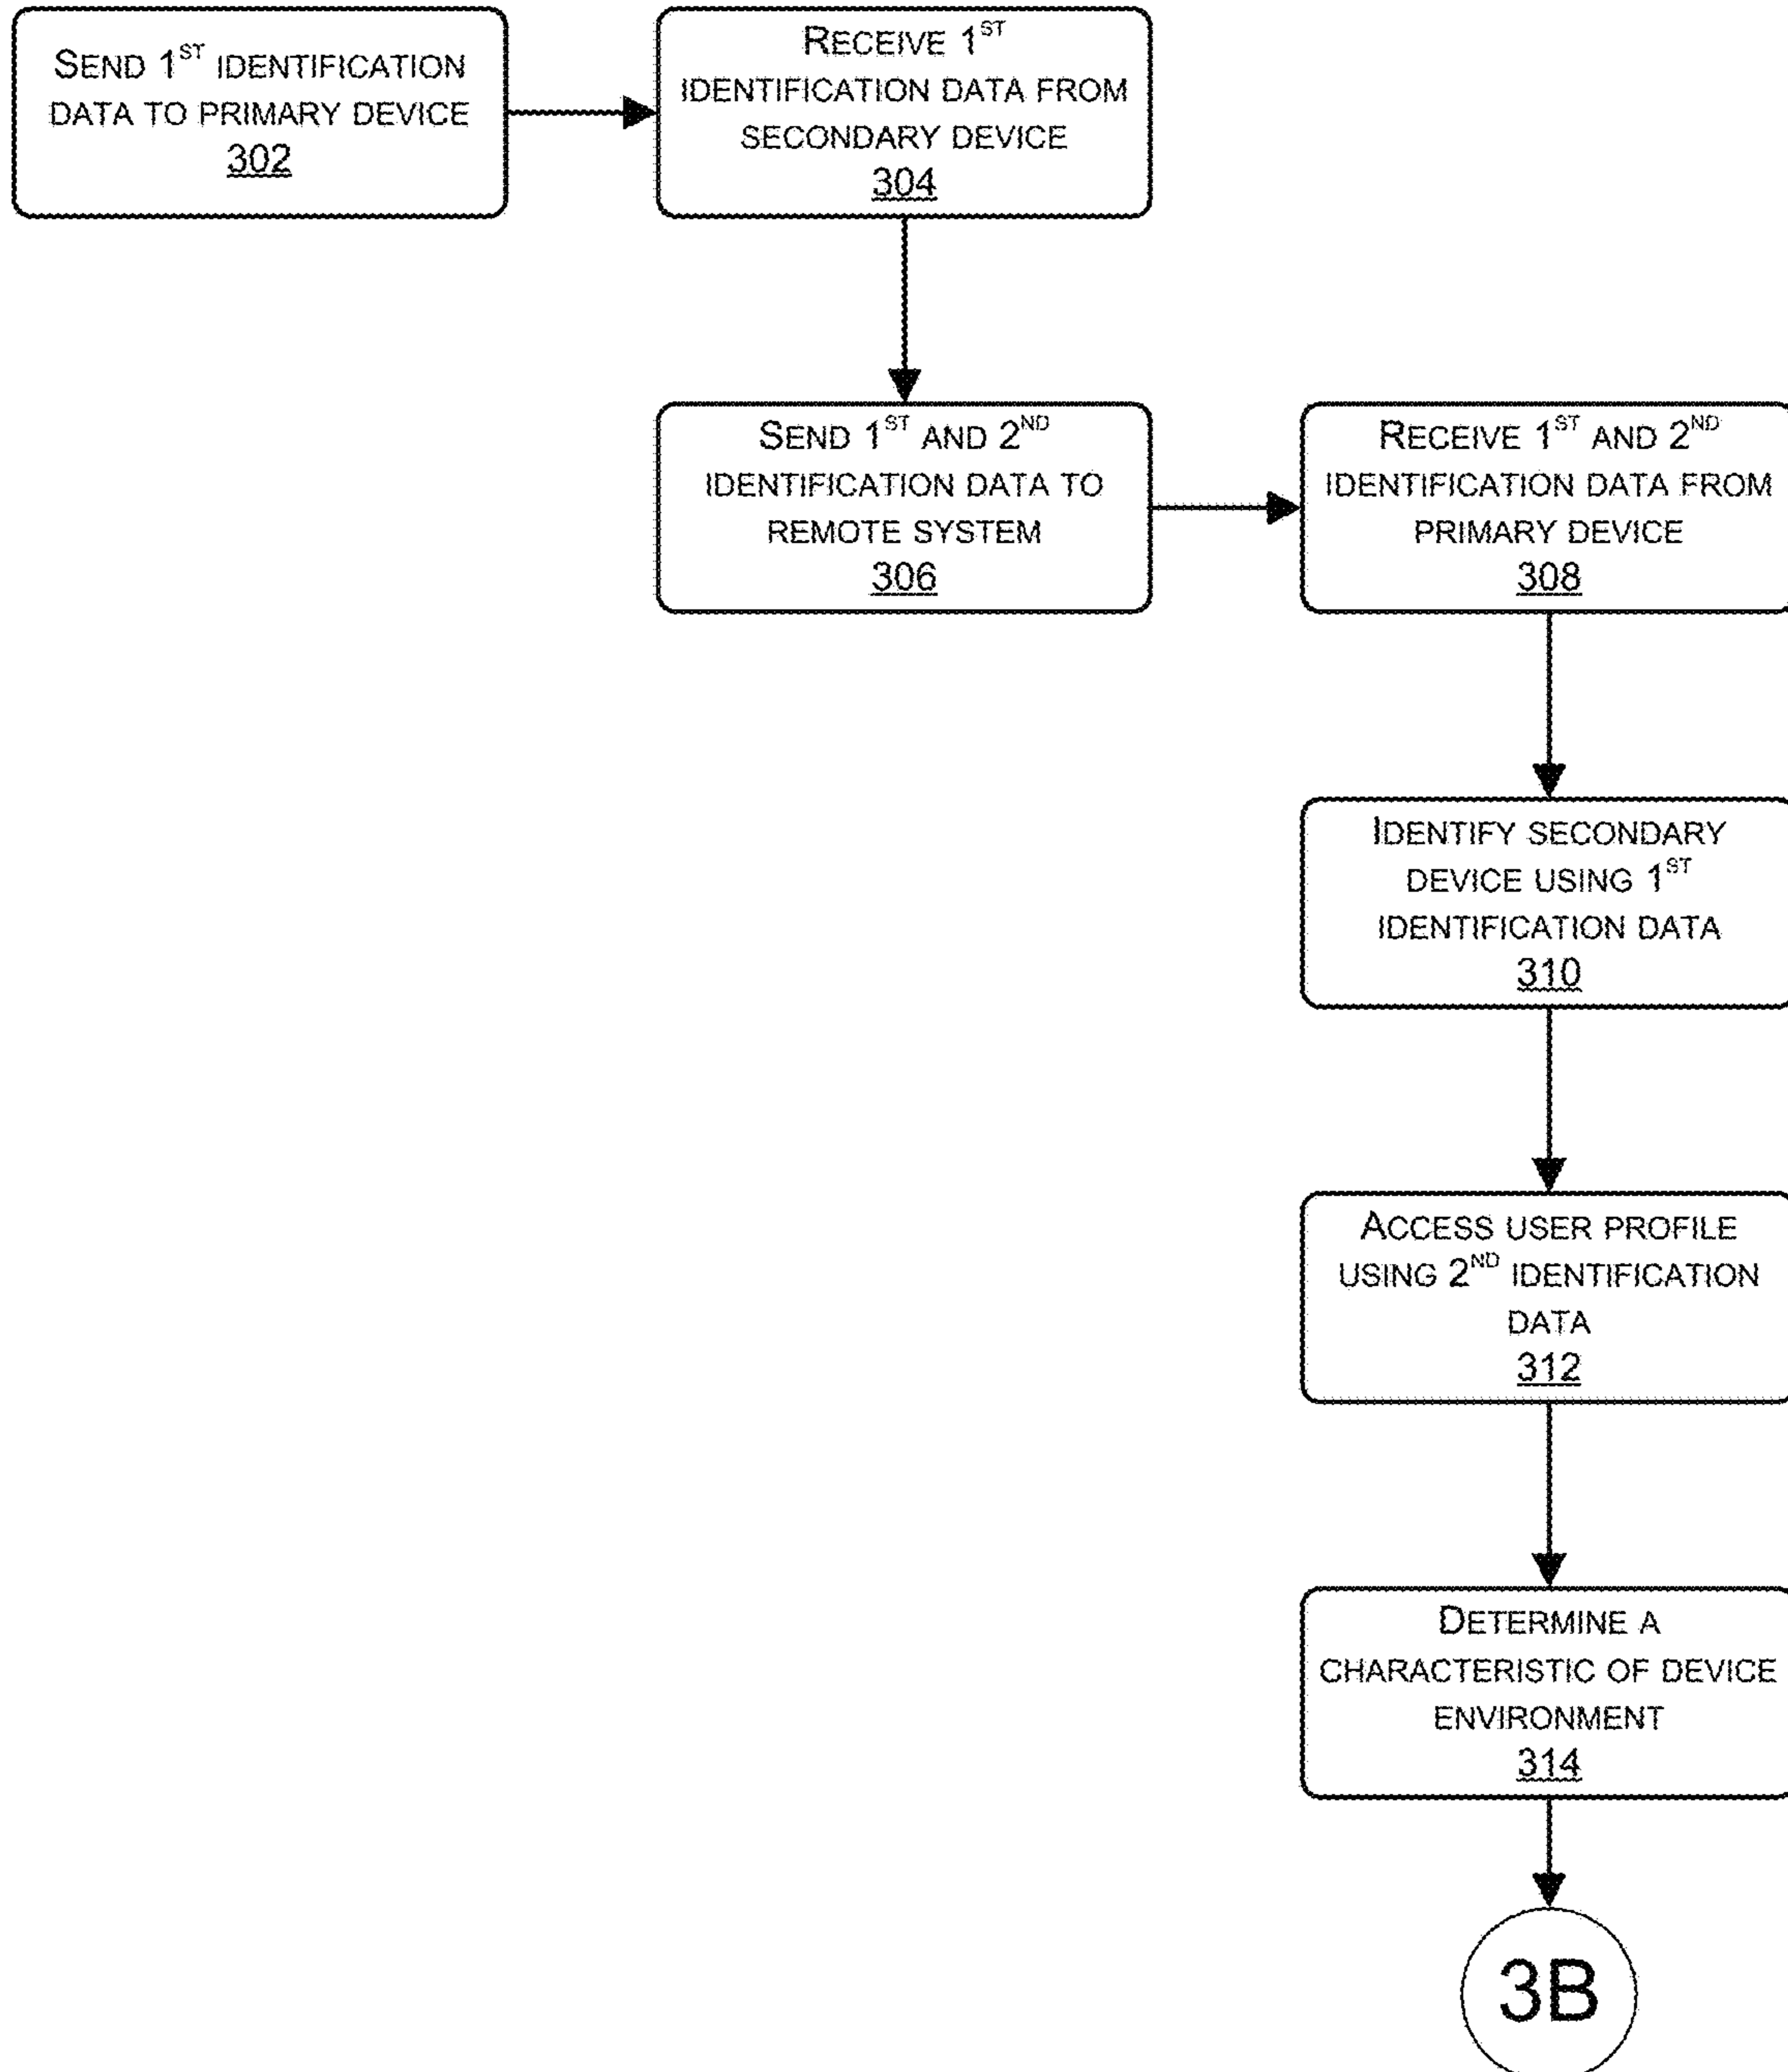 SEND 1ST IDENTIFICATION
DATA TO PRIMARY DEVICE
302
RECEIVE 1ST
IDENTIFICATION DATA FROM
SECONDARY DEVICE
304
SEND 1ST AND 2ND
IDENTIFICATION DATA TO
REMOTE SYSTEM
306
RECEIVE 1ST AND 2ND
IDENTIFICATION DATA FROM
PRIMARY DEVICE
308
IDENTIFY SECONDARY
DEVICE USING 1ST
IDENTIFICATION DATA
310
ACCESS USER PROFILE
USING 2ND IDENTIFICATION
DATA
312
DETERMINE A
CHARACTERISTIC OF DEVICE
ENVIRONMENT
314
3B